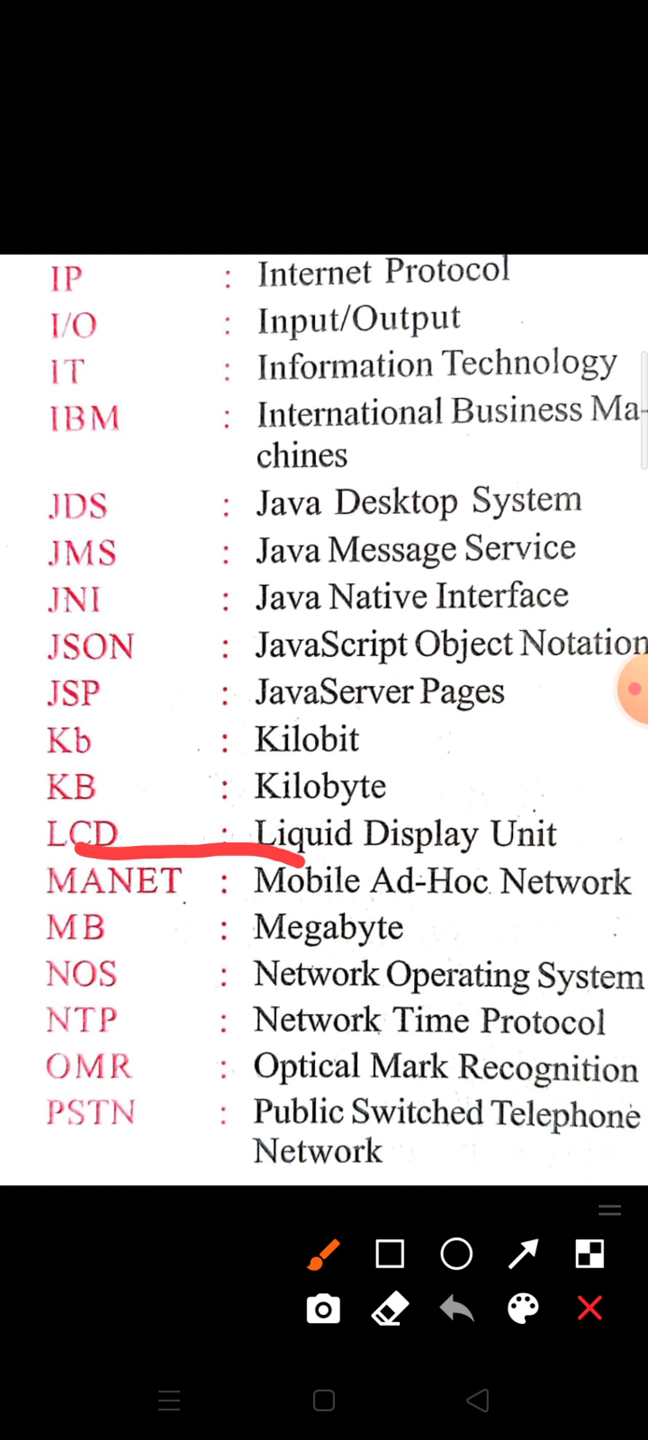 IP : Internet Protocol
I/O : Input/Output
IT : Information Technology
IBM : International Business Ma-
chines
JDS : Java Desktop System
JMS : Java Message Service
JNI : Java Native Interface
JSON : JavaScript Object Notation
JSP : JavaServer Pages
Kb : Kilobit
KB : Kilobyte
LCD : Liquid Display Unit
MANET : Mobile Ad-Hoc Network
MB : Megabyte
NOS : Network Operating System
NTP : Network Time Protocol
OMR : Optical Mark Recognition
PSTN : Public Switched Telephone
Network